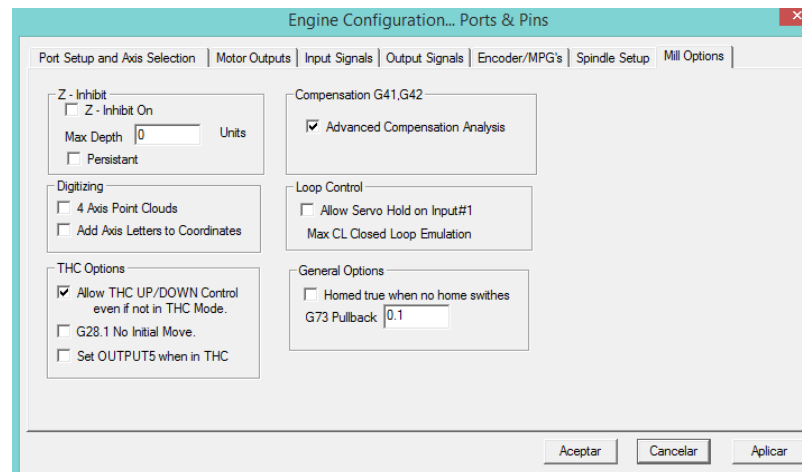 Engine Configuration... Ports & Pins
Port Setup and Axis Selection
Motor Outputs
Input Signals
Output Signals
Encoder/MPG's
Spindle Setup
Mill Options
Z - Inhibit
Z - Inhibit On
Max Depth 0 Units
Persistant
Digitizing
4 Axis Point Clouds
Add Axis Letters to Coordinates
THC Options
Allow THC UP/DOWN Control
even if not in THC Mode.
G28.1 No Initial Move.
Set OUTPUT5 when in THC
Compensation G41,G42
Advanced Compensation Analysis
Loop Control
Allow Servo Hold on Input#1
Max CL Closed Loop Emulation
General Options
Homed true when no home swithes
G73 Pullback 0.1
Aceptar
Cancelar
Aplicar